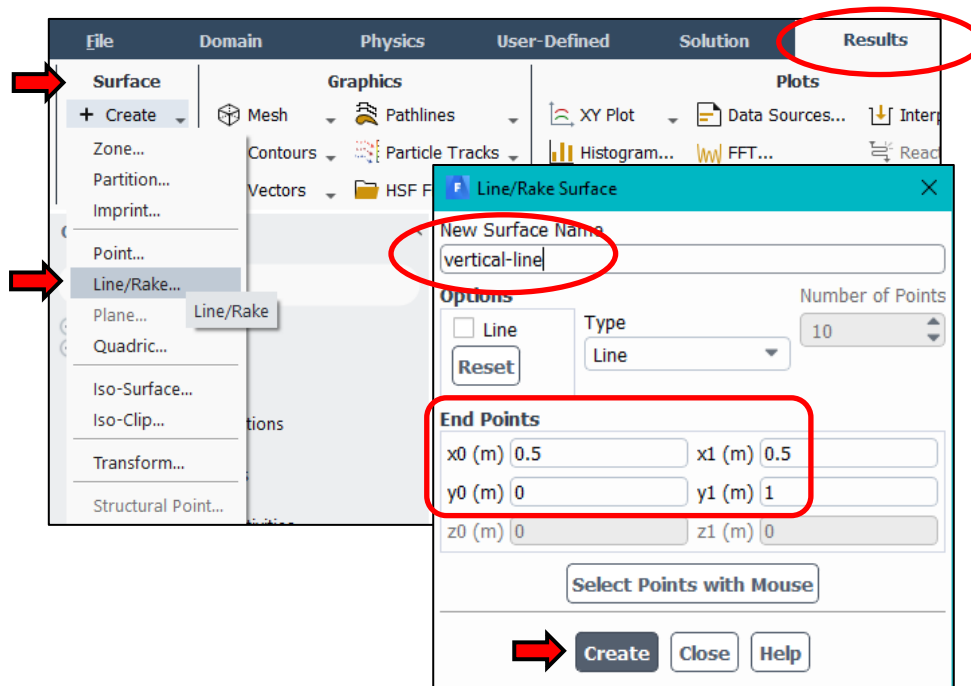 File Domain Physics User-Defined Solution Results
Surface Graphics Plots
+ Create Mesh Pathlines XY Plot Data Sources...
Zone... Contours Particle Tracks Histogram... FFT...
Partition... Vectors HSF
Imprint...
Point...
Line/Rake...
Line/Rake
Plane...
Quadric...
Iso-Surface...
Iso-Clip...
Transform...
Structural Point...
Line/Rake Surface
New Surface Name
vertical-line
Options Number of Points
Line Type 10
Reset Line
End Points
x0 (m) 0.5 x1 (m) 0.5
y0 (m) 0 y1 (m) 1
z0 (m) 0 z1 (m) 0
Select Points with Mouse
Create Close Help